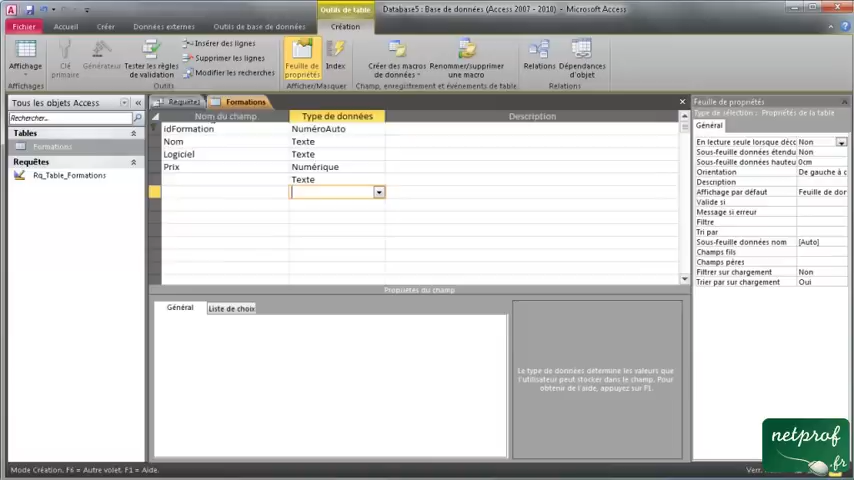 Outils de table
Database5 : Base de données (Access 2007 - 2010) - Microsoft Access
Fichier
Accueil
Créer
Données externes
Outils de base de données
Création
Affichage
Clé primaire
Générateur
Tester les règles de validation
Insérer des lignes
Supprimer les lignes
Modifier les recherches
Feuille de propriétés
Index
Créer des macros de données
Renommer/supprimer une macro
Relations
Dépendances d'objet
Affichages
Outils
Afficher/Masquer
Champ, enregistrement et événements de table
Relations
Tous les objets Access
Rechercher...
Tables
Formations
Requêtes
Rq_Table_Formations
Requête1
Formations
Nom du champ
Type de données
Description
idFormation
NuméroAuto
Nom
Texte
Logiciel
Texte
Prix
Numérique
Texte
Propriétés du champ
Général
Liste de choix
Le type de données détermine les valeurs que
l'utilisateur peut stocker dans le champ. Pour
obtenir de l'aide, appuyez sur F1.
Feuille de propriétés
Type de sélection : Propriétés de la table
Général
En lecture seule lorsque décc Non
Sous-feuille données étendue Non
Sous-feuille données hauteur 0cm
Orientation De gauche à d
Description
Affichage par défaut Feuille de don
Valide si
Message si erreur
Filtre
Tri par
Sous-feuille données nom [Auto]
Champs fils
Champs pères
Filtrer sur chargement Non
Trier par sur chargement Oui
Mode Création. F6 = Autre volet. F1 = Aide.
Verr.
netprof
.fr